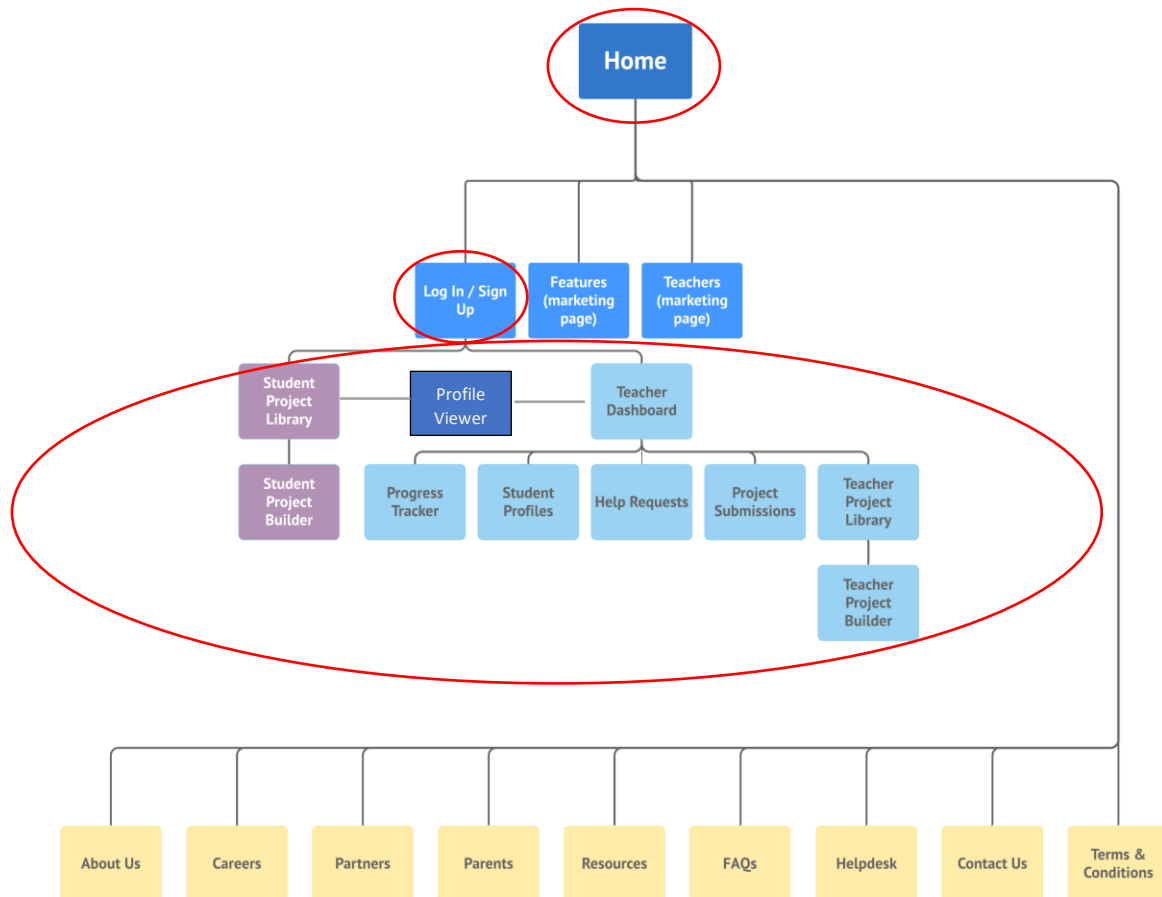 Home
Log In / Sign
Up
Features
(marketing
page)
Teachers
(marketing
page)
Student
Project
Library
Profile
Viewer
Teacher
Dashboard
Student
Project
Builder
Progress
Tracker
Student
Profiles
Help Requests
Project
Submissions
Teacher
Project
Library
Teacher
Project
Builder
About Us
Careers
Partners
Parents
Resources
FAQs
Helpdesk
Contact Us
Terms &
Conditions